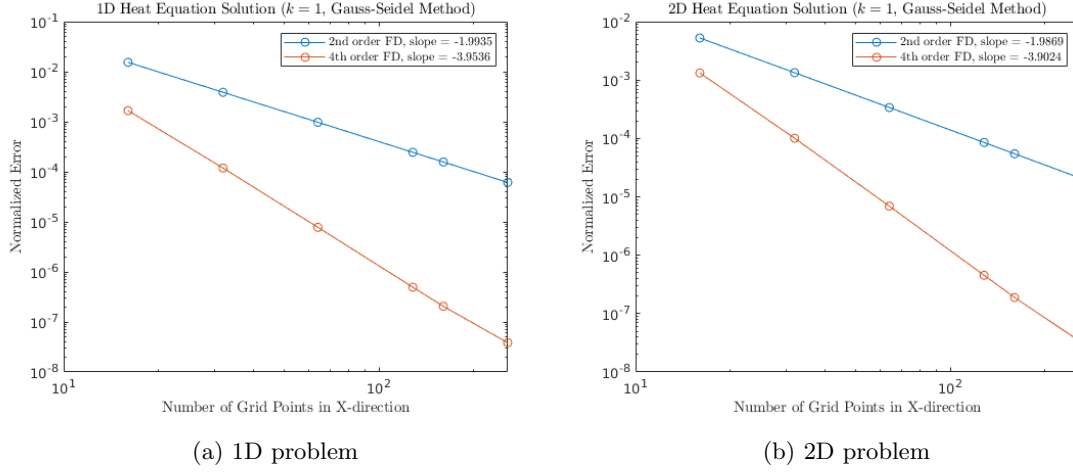 1D Heat Equation Solution (k = 1, Gauss-Seidel Method)
2nd order FD, slope = -1.9935
4th order FD, slope = -3.9536
10^-1
10^-2
10^-3
10^-4
10^-5
10^-6
10^-7
10^-8
Normalized Error
10^1
10^2
Number of Grid Points in X-direction
(a) 1D problem
2D Heat Equation Solution (k = 1, Gauss-Seidel Method)
2nd order FD, slope = -1.9869
4th order FD, slope = -3.9024
10^-2
10^-3
10^-4
10^-5
10^-6
10^-7
10^-8
Normalized Error
10^1
10^2
Number of Grid Points in X-direction
(b) 2D problem